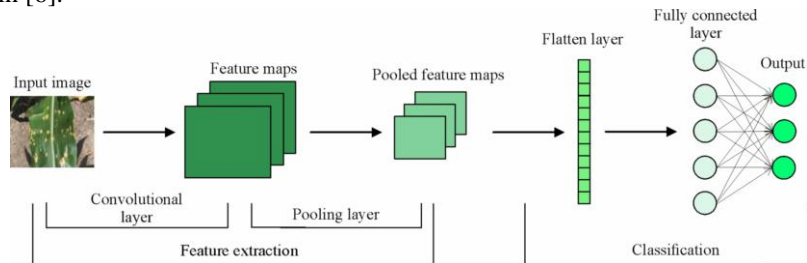 Fully connected
layer
Flatten layer
Output
Feature maps
Pooled feature maps
Input image
Convolutional
layer
Pooling layer
Feature extraction
Classification